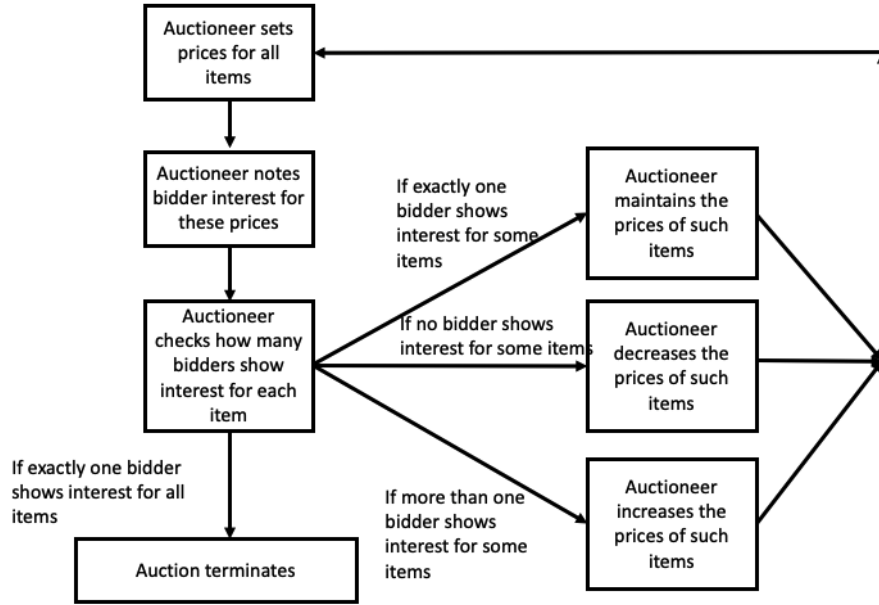 Auctioneer sets
prices for all
items
Auctioneer notes
bidder interest for
these prices
Auctioneer
checks how many
bidders show
interest for each
item
If exactly one bidder
shows interest for all
items
Auction terminates
If exactly one
bidder shows
interest for some
items
Auctioneer
maintains the
prices of such
items
If no bidder shows
interest for some items
Auctioneer
decreases the
prices of such
items
If more than one
bidder shows
interest for some
items
Auctioneer
increases the
prices of such
items